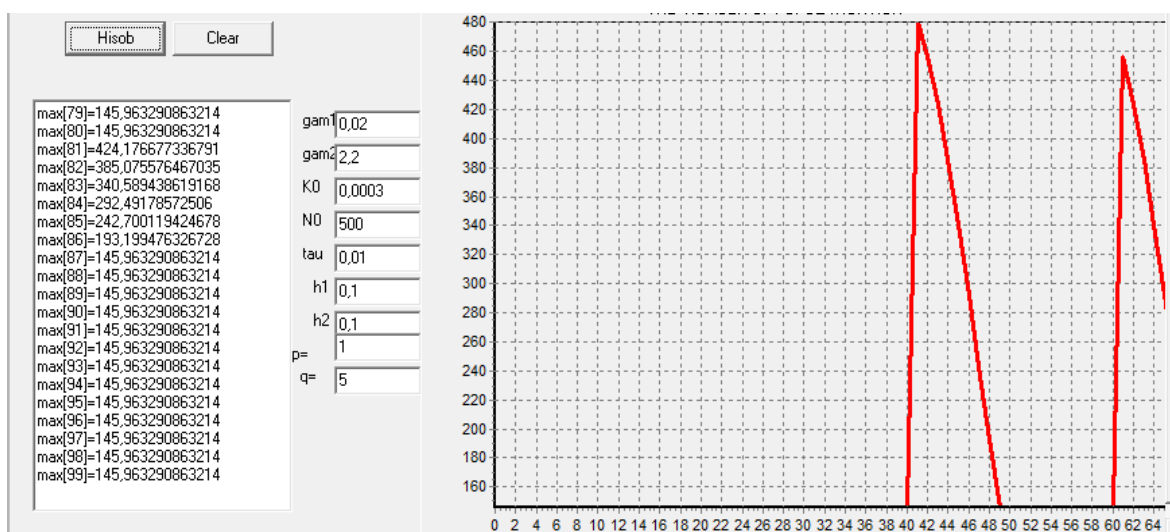 Hisob
Clear
max[79]=145,963290863214
max[80]=145,963290863214
max[81]=424,176677336791
max[82]=385,075576467035
max[83]=340,589438619168
max[84]=292,49178572506
max[85]=242,700119424678
max[86]=193,199476326728
max[87]=145,963290863214
max[88]=145,963290863214
max[89]=145,963290863214
max[90]=145,963290863214
max[91]=145,963290863214
max[92]=145,963290863214
max[93]=145,963290863214
max[94]=145,963290863214
max[95]=145,963290863214
max[96]=145,963290863214
max[97]=145,963290863214
max[98]=145,963290863214
max[99]=145,963290863214
gam1 0,02
gam2 2,2
K0 0,0003
N0 500
tau 0,01
h1 0,1
h2 0,1
p= 1
q= 5
480
460
440
420
400
380
360
340
320
300
280
260
240
220
200
180
160
0 2 4 6 8 10 12 14 16 18 20 22 24 26 28 30 32 34 36 38 40 42 44 46 48 50 52 54 56 58 60 62 64